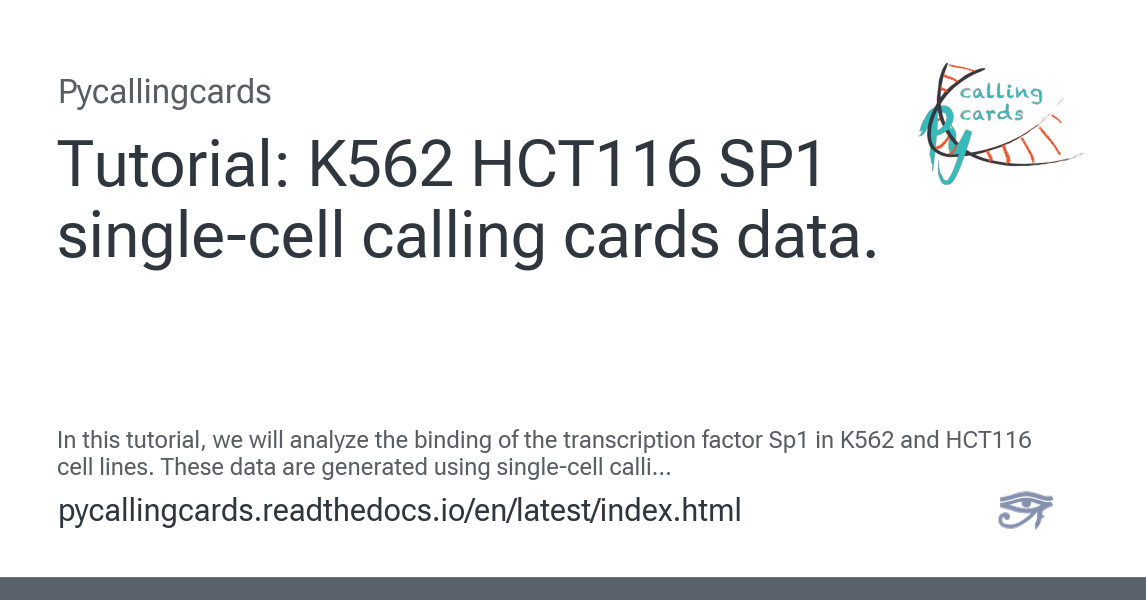 Pycallingcards
Tutorial: K562 HCT116 SP1
single-cell calling cards data.
Py
calling
cards
In this tutorial, we will analyze the binding of the transcription factor Sp1 in K562 and HCT116
cell lines. These data are generated using single-cell calli...
pycallingcards.readthedocs.io/en/latest/index.html